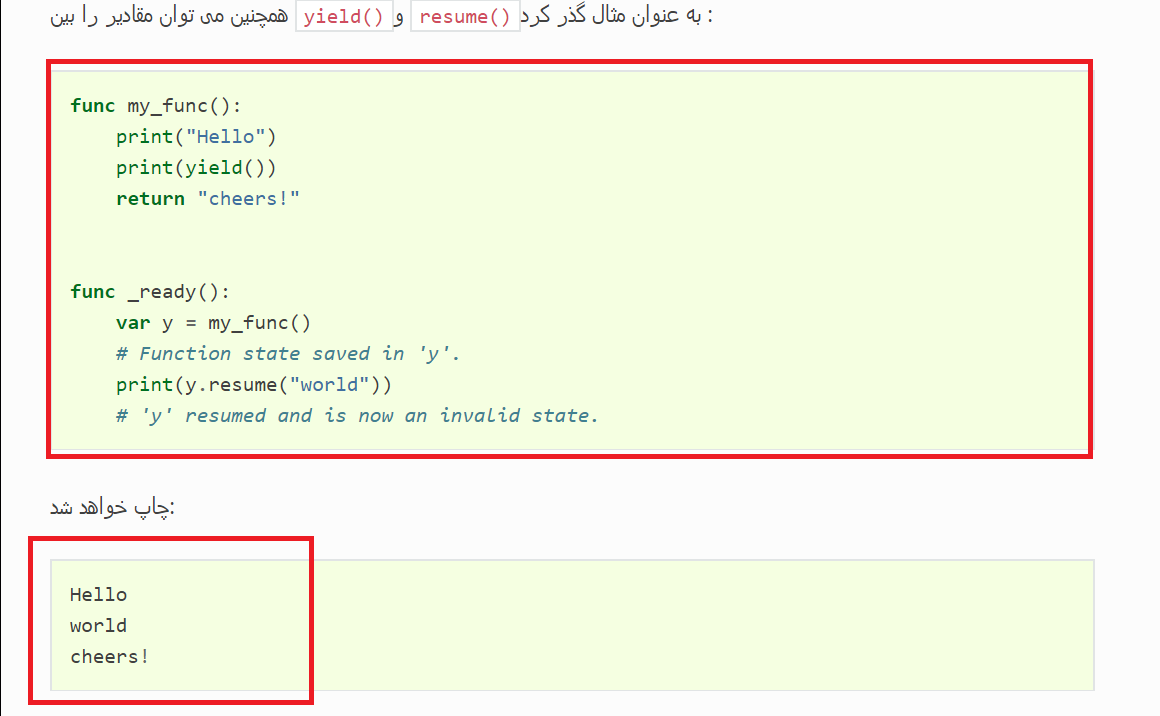 همچنین می توان مقادیر را بین yield() و resume() به عنوان مثال گذر کرد :
func my_func():
    print("Hello")
    print(yield())
    return "cheers!"
func _ready():
    var y = my_func()
    # Function state saved in 'y'.
    print(y.resume("world"))
    # 'y' resumed and is now an invalid state.
چاپ خواهد شد:
Hello
world
cheers!